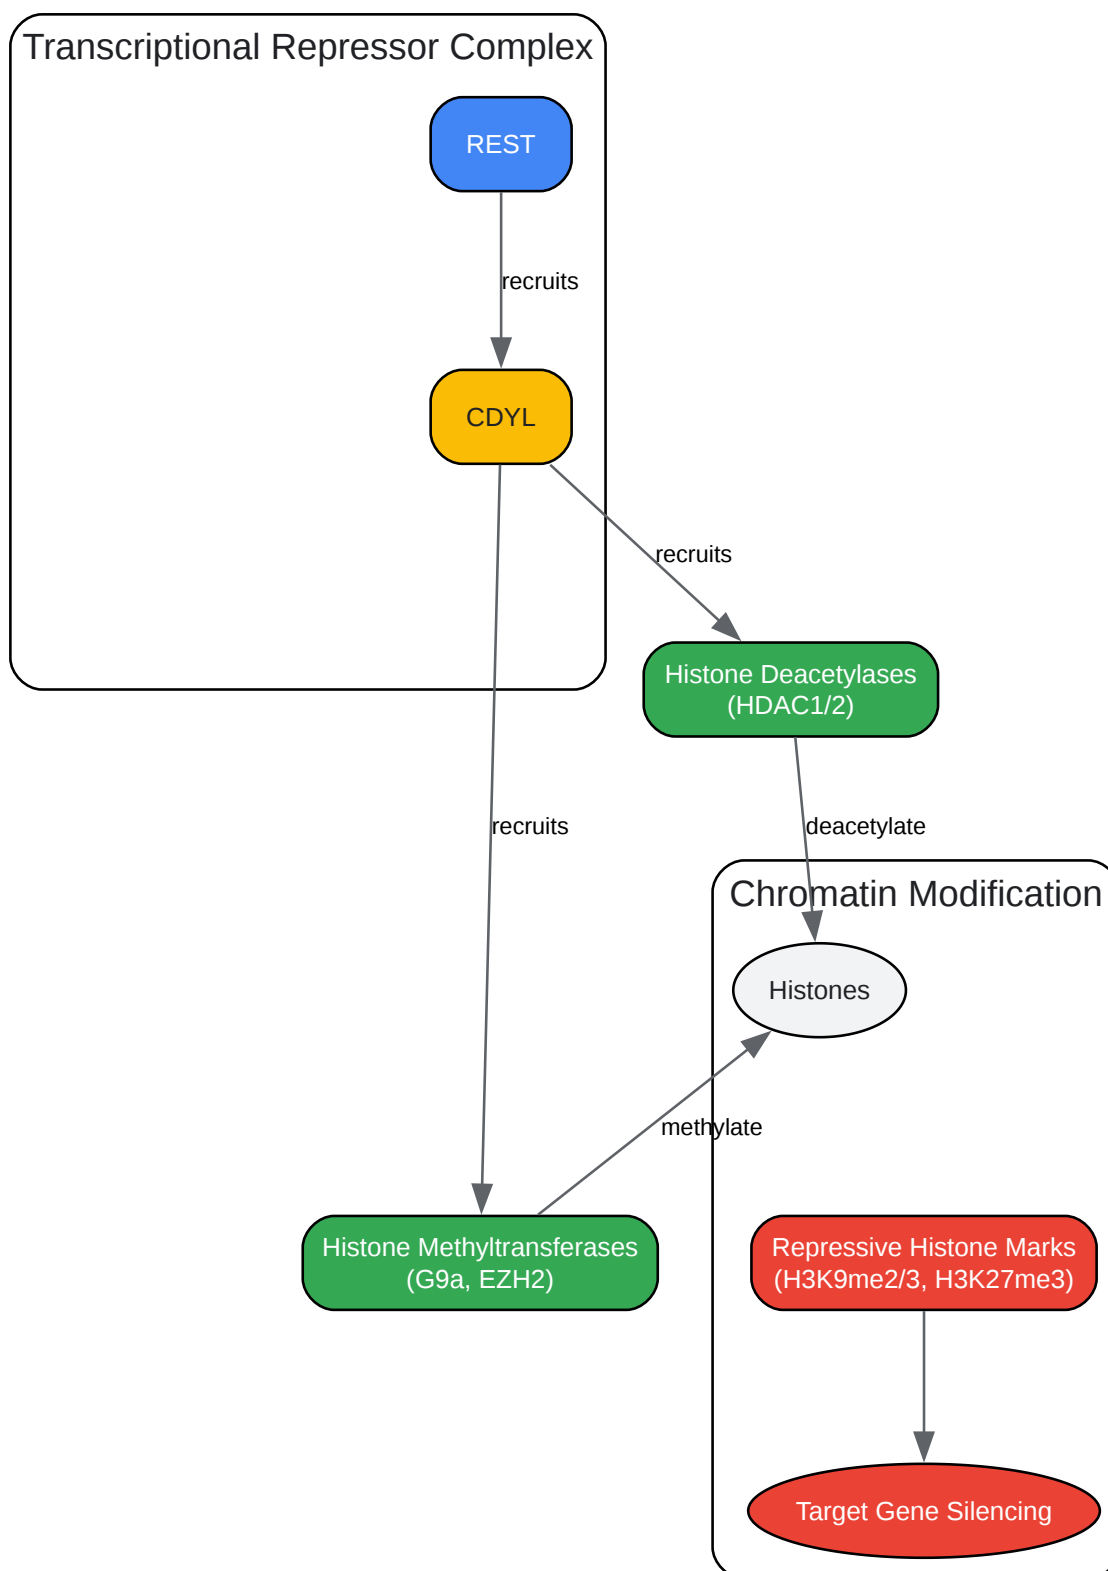 Transcriptional Repressor Complex
REST
recruits
CDYL
recruits
Histone Deacetylases
(HDAC1/2)
recruits
deacetylate
Chromatin Modification
Histones
methylate
Histone Methyltransferases
(G9a, EZH2)
Repressive Histone Marks
(H3K9me2/3, H3K27me3)
Target Gene Silencing